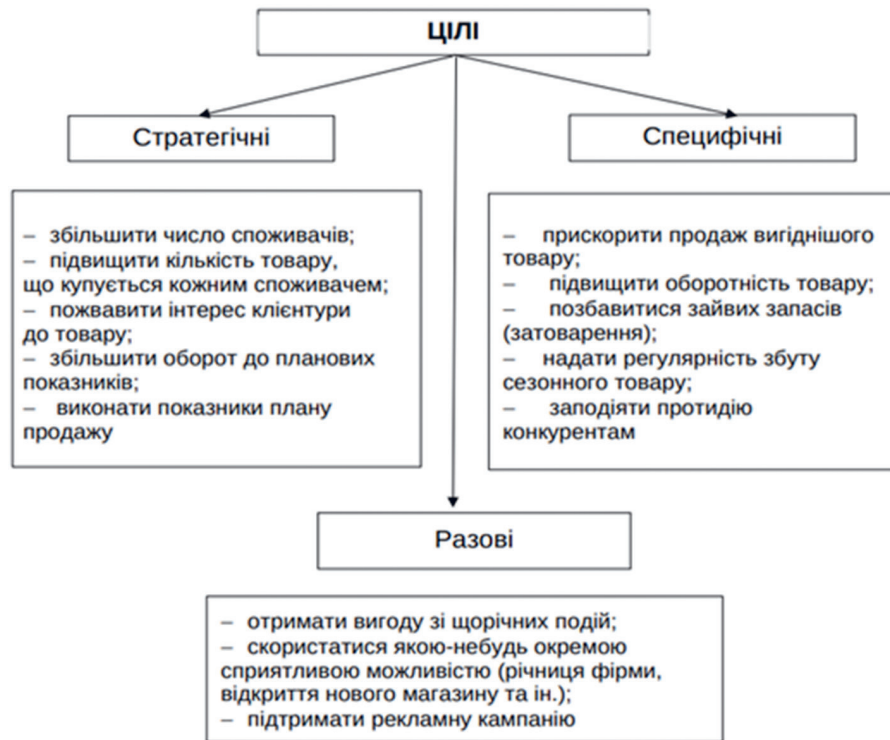 ЦІЛІ
Стратегічні
Специфічні
– збільшити число споживачів;
– підвищити кількість товару,
що купується кожним споживачем;
– пожвавити інтерес клієнтури
до товару;
– збільшити оборот до планових
показників;
– виконати показники плану
продажу
– прискорити продаж вигіднішого
товару;
– підвищити оборотність товару;
– позбавитися зайвих запасів
(затоварення);
– надати регулярність збуту
сезонного товару;
– заподіяти протидію
конкурентам
Разові
– отримати вигоду зі щорічних подій;
– скористатися якою-небудь окремою
сприятливою можливістю (річниця фірми,
відкриття нового магазину та ін.);
– підтримати рекламну кампанію